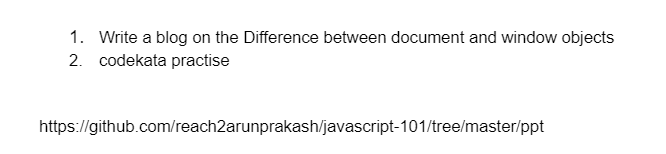 1. Write a blog on the Difference between document and window objects
2. codekata practise
https://github.com/reach2arunprakash/javascript-101/tree/master/ppt